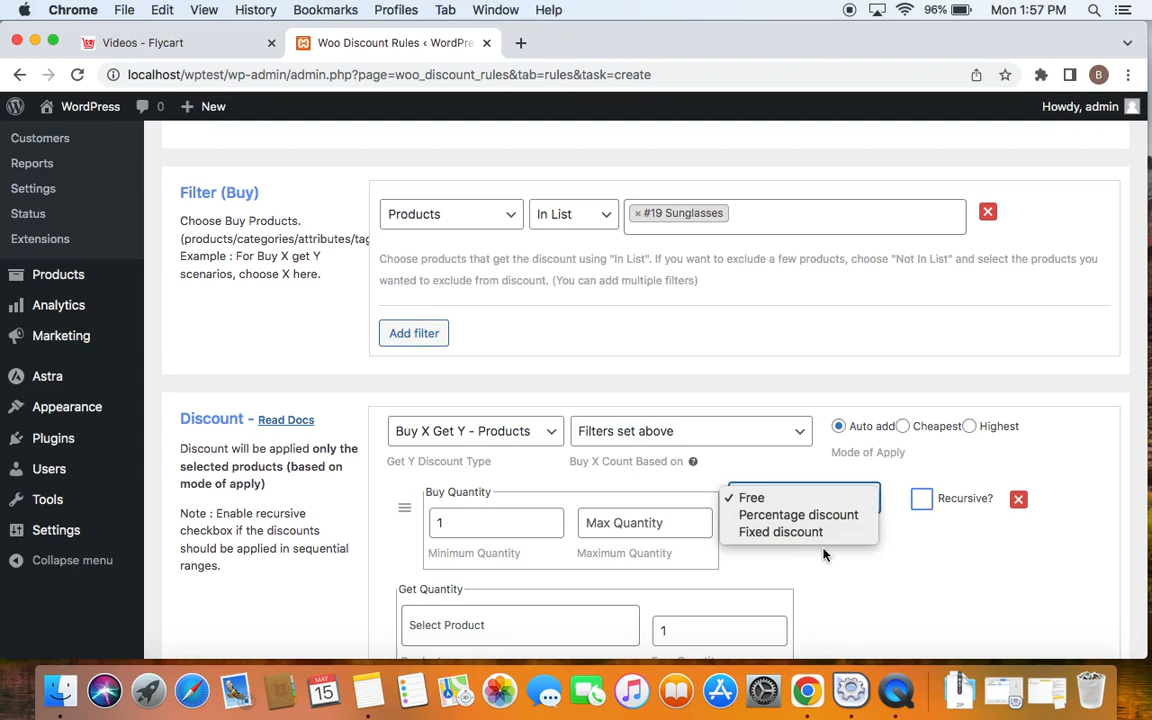 Chrome File Edit View History Bookmarks Profiles Tab Window Help 96% Mon 1:57 PM
Videos - Flycart × Woo Discount Rules ‹ WordPre × +
localhost/wptest/wp-admin/admin.php?page=woo_discount_rules&tab=rules&task=create B
WordPress 0 + New Howdy, admin
Customers
Reports
Settings
Status
Extensions
Products
Analytics
Marketing
Astra
Appearance
Plugins
Users
Tools
Settings
Collapse menu
Filter (Buy)
Choose Buy Products.
(products/categories/attributes/tag
Example : For Buy X get Y
scenarios, choose X here.
Products In List × #19 Sunglasses
Choose products that get the discount using "In List". If you want to exclude a few products, choose "Not In List" and select the products you
wanted to exclude from discount. (You can add multiple filters)
Add filter
Discount - Read Docs
Discount will be applied only the
selected products (based on
mode of apply)
Note : Enable recursive
checkbox if the discounts
should be applied in sequential
ranges.
Buy X Get Y - Products Filters set above Auto add Cheapest Highest
Get Y Discount Type Buy X Count Based on Mode of Apply
Buy Quantity
1 Max Quantity
Minimum Quantity Maximum Quantity
✓ Free
Percentage discount
Fixed discount
Recursive?
Get Quantity
Select Product 1
MAY
15
ZIP